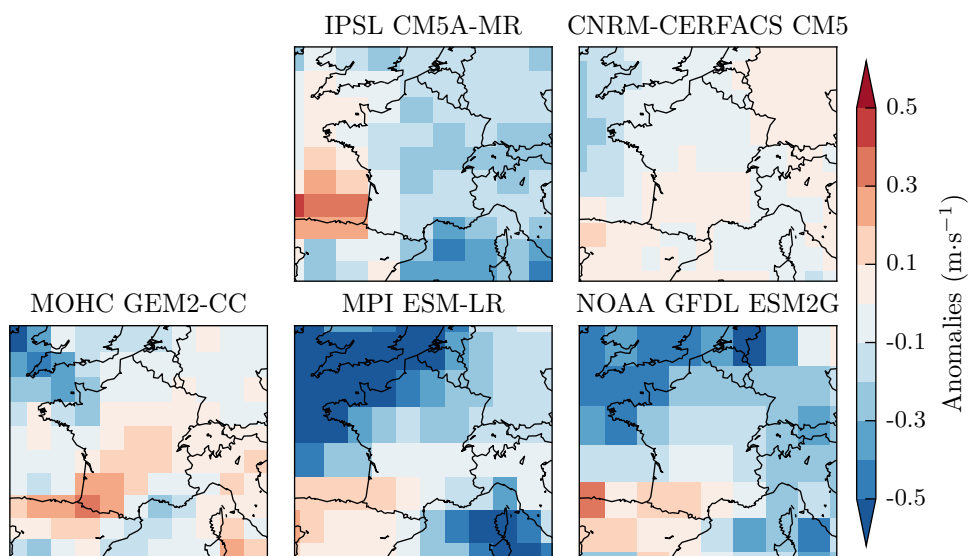 IPSL CM5A-MR
CNRM-CERFACS CM5
MOHC GEM2-CC
MPI ESM-LR
NOAA GFDL ESM2G
0.5
0.3
0.1
-0.1
-0.3
-0.5
Anomalies (m·s⁻¹)